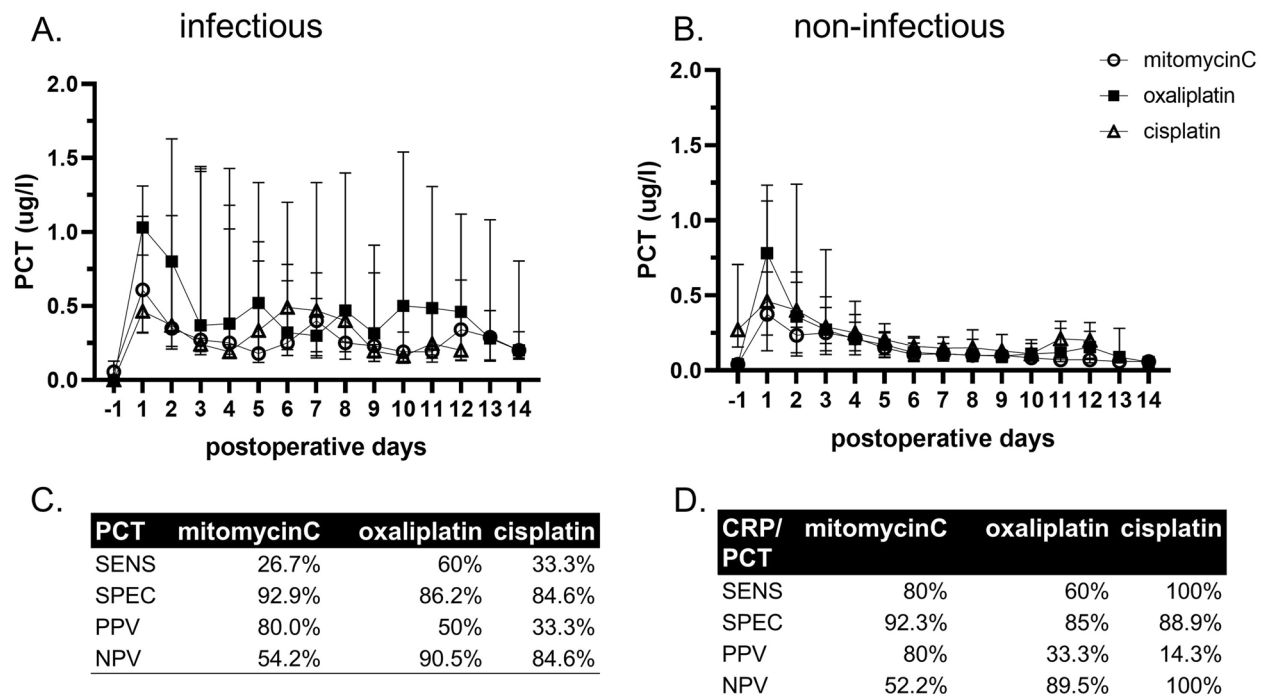 A. infectious
2.0
1.5
1.0
0.5
0.0
PCT (ug/l)
-1 1 2 3 4 5 6 7 8 9 10 11 12 13 14
postoperative days
B. non-infectious
2.0
1.5
1.0
0.5
0.0
PCT (ug/l)
-1 1 2 3 4 5 6 7 8 9 10 11 12 13 14
postoperative days
mitomycinC
oxaliplatin
cisplatin
C.
PCT mitomycinC oxaliplatin cisplatin
SENS 26.7% 60% 33.3%
SPEC 92.9% 86.2% 84.6%
PPV 80.0% 50% 33.3%
NPV 54.2% 90.5% 84.6%
D.
CRP/ mitomycinC oxaliplatin cisplatin
PCT
SENS 80% 60% 100%
SPEC 92.3% 85% 88.9%
PPV 80% 33.3% 14.3%
NPV 52.2% 89.5% 100%